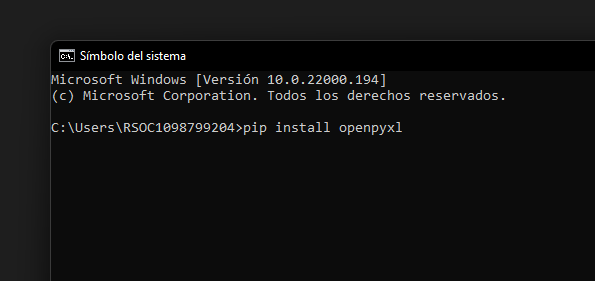 Símbolo del sistema
Microsoft Windows [Versión 10.0.22000.194]
(c) Microsoft Corporation. Todos los derechos reservados.
C:\Users\RSOC1098799204>pip install openpyxl